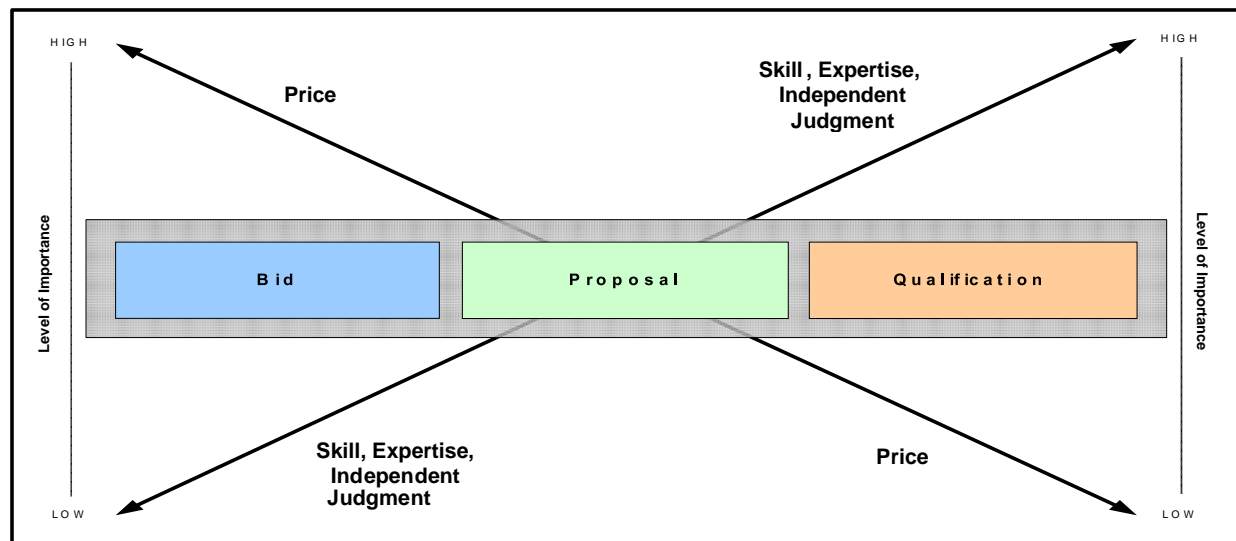 HIGH
HIGH
Price
Skill, Expertise,
Independent
Judgment
Level of Importance
Bid
Proposal
Qualification
Level of Importance
Skill, Expertise,
Independent
Judgment
Price
LOW
LOW